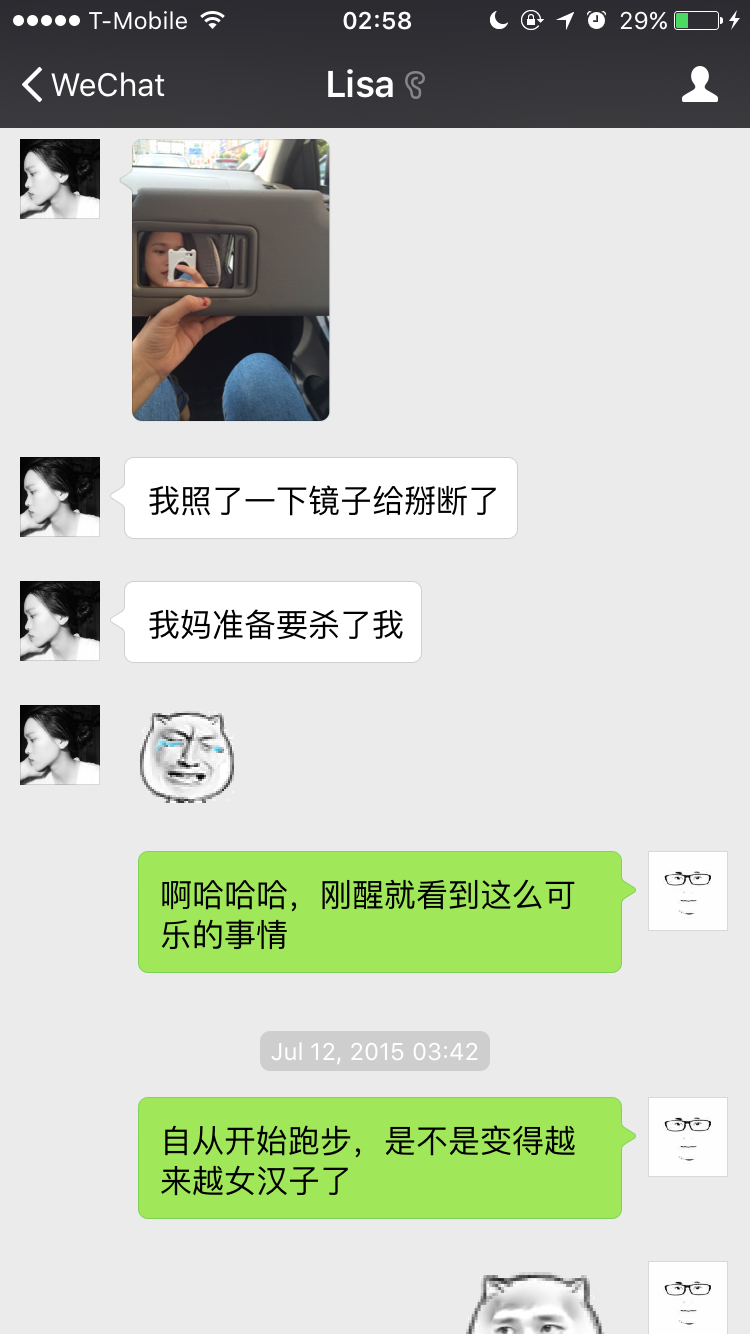 T-Mobile 02:58 29%
WeChat Lisa
我照了一下镜子给掰断了
我妈准备要杀了我
啊哈哈哈，刚醒就看到这么可
乐的事情
Jul 12, 2015 03:42
自从开始跑步，是不是变得越
来越女汉子了